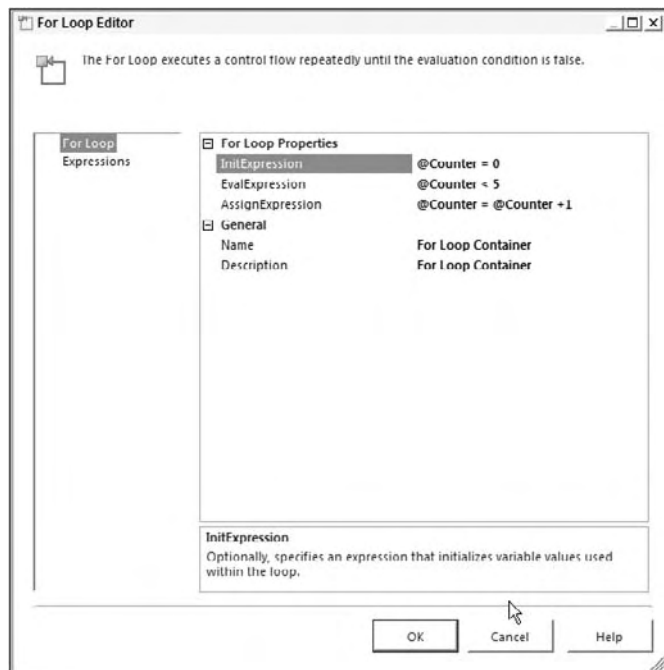 For Loop Editor
The For Loop executes a control flow repeatedly until the evaluation condition is false.
For Loop
Expressions
For Loop Properties
InitExpression @Counter = 0
EvalExpression @Counter < 5
AssignExpression @Counter = @Counter +1
General
Name For Loop Container
Description For Loop Container
InitExpression
Optionally, specifies an expression that initializes variable values used
within the loop.
OK Cancel Help